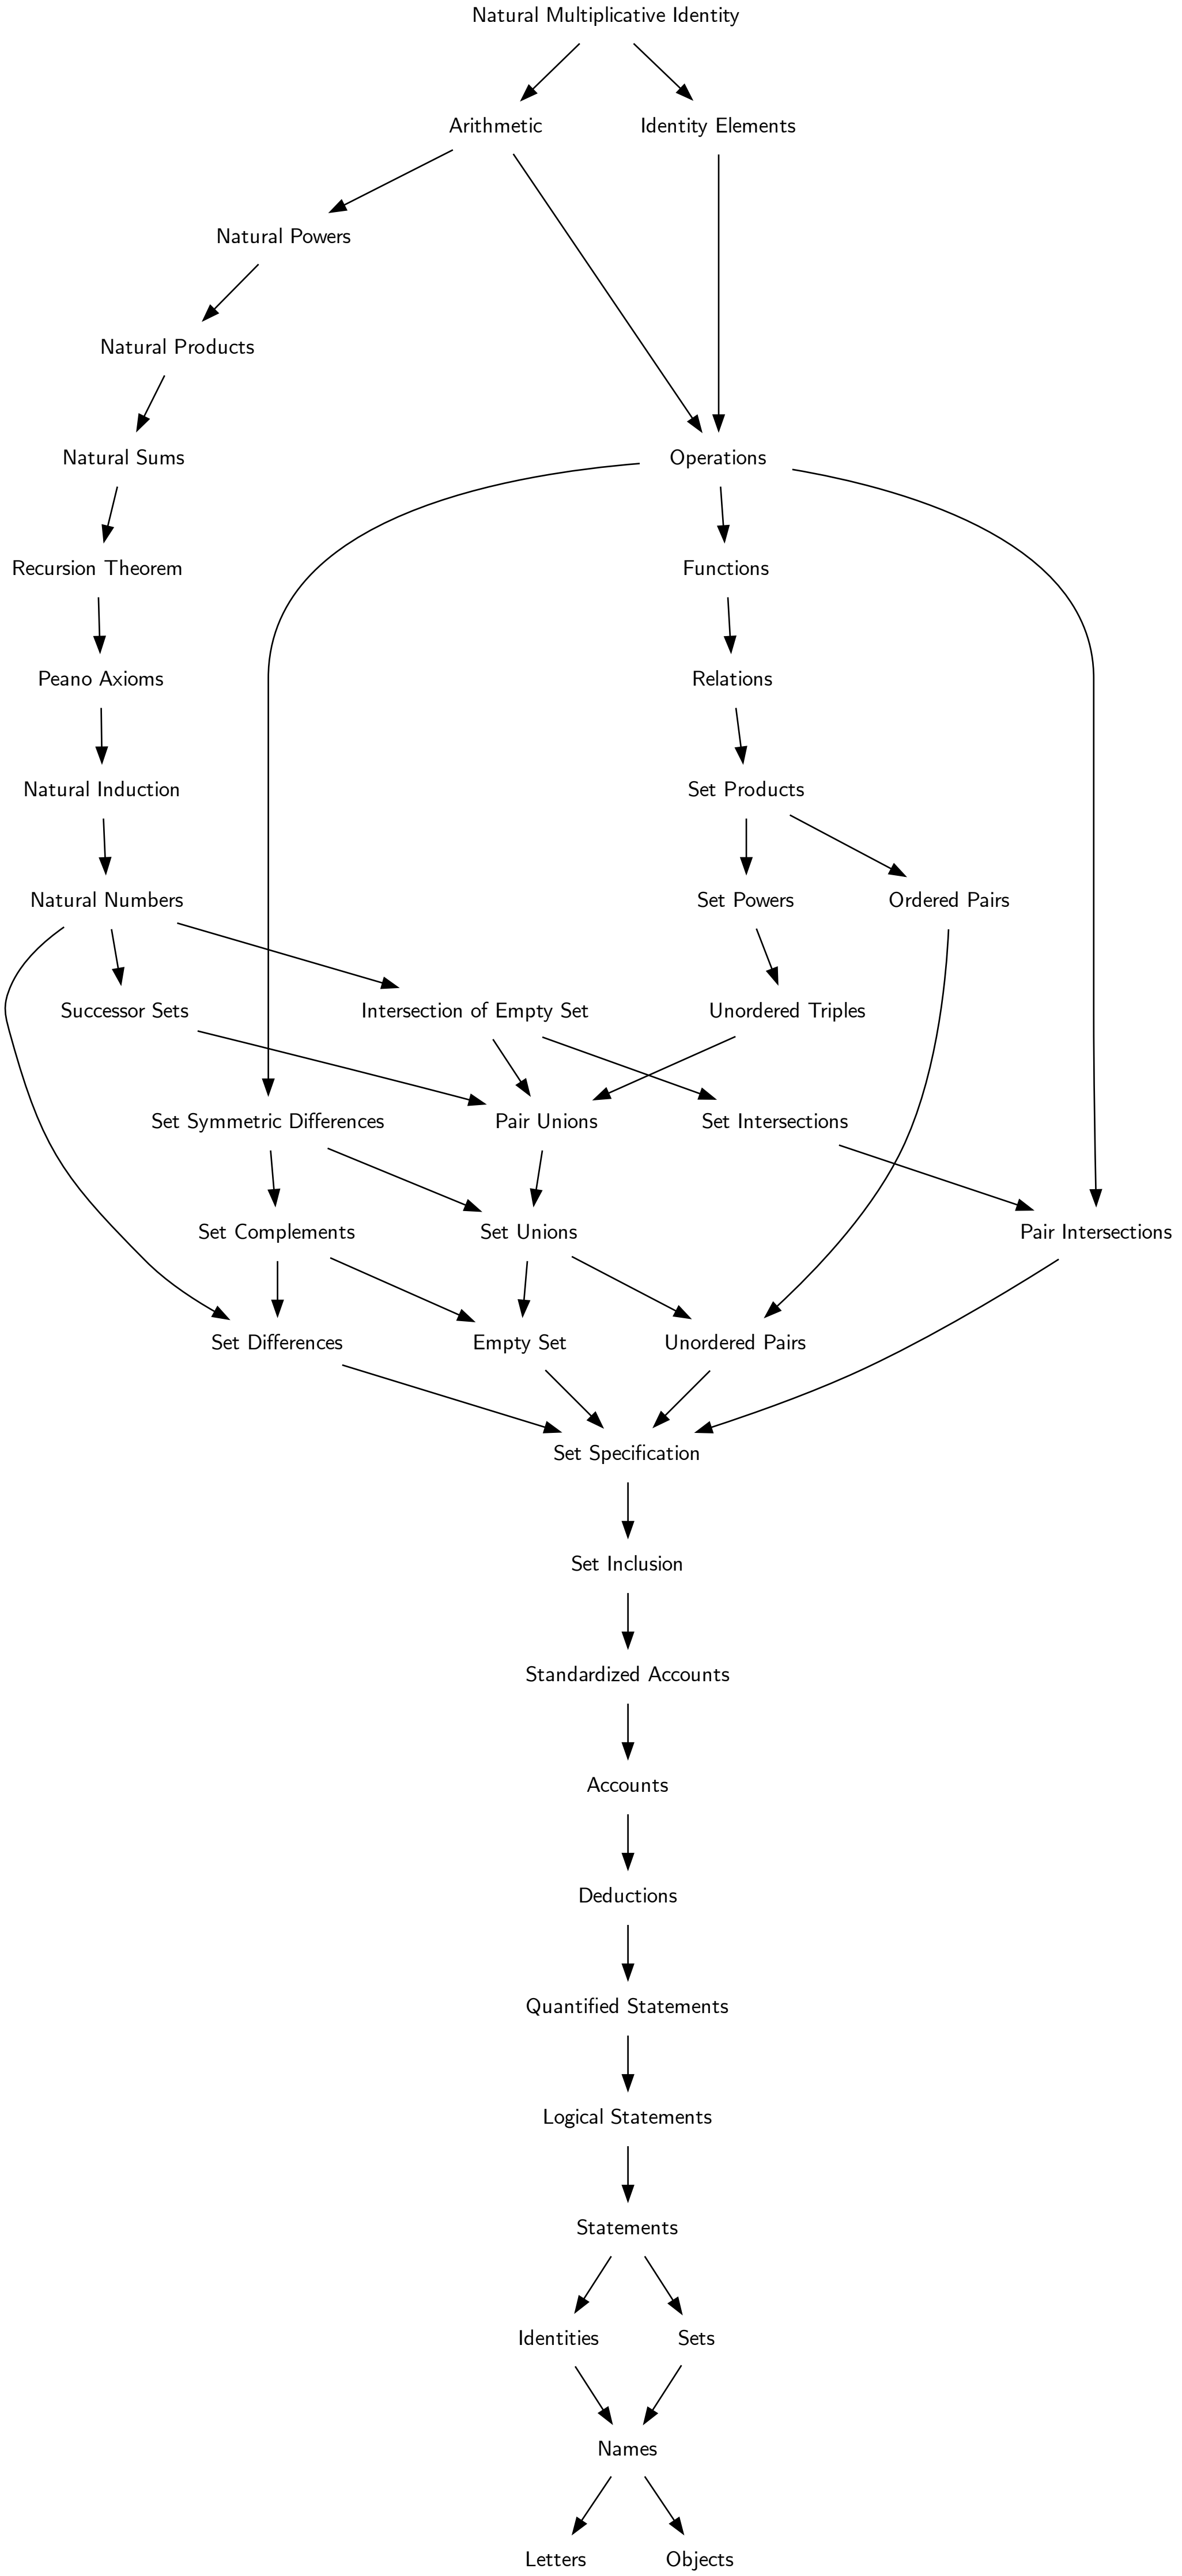 Natural Multiplicative Identity
Arithmetic
Identity Elements
Natural Powers
Natural Products
Natural Sums
Operations
Recursion Theorem
Functions
Peano Axioms
Relations
Natural Induction
Set Products
Natural Numbers
Set Powers
Ordered Pairs
Successor Sets
Intersection of Empty Set
Unordered Triples
Set Symmetric Differences
Pair Unions
Set Intersections
Set Complements
Set Unions
Pair Intersections
Set Differences
Empty Set
Unordered Pairs
Set Specification
Set Inclusion
Standardized Accounts
Accounts
Deductions
Quantified Statements
Logical Statements
Statements
Identities
Sets
Names
Letters
Objects